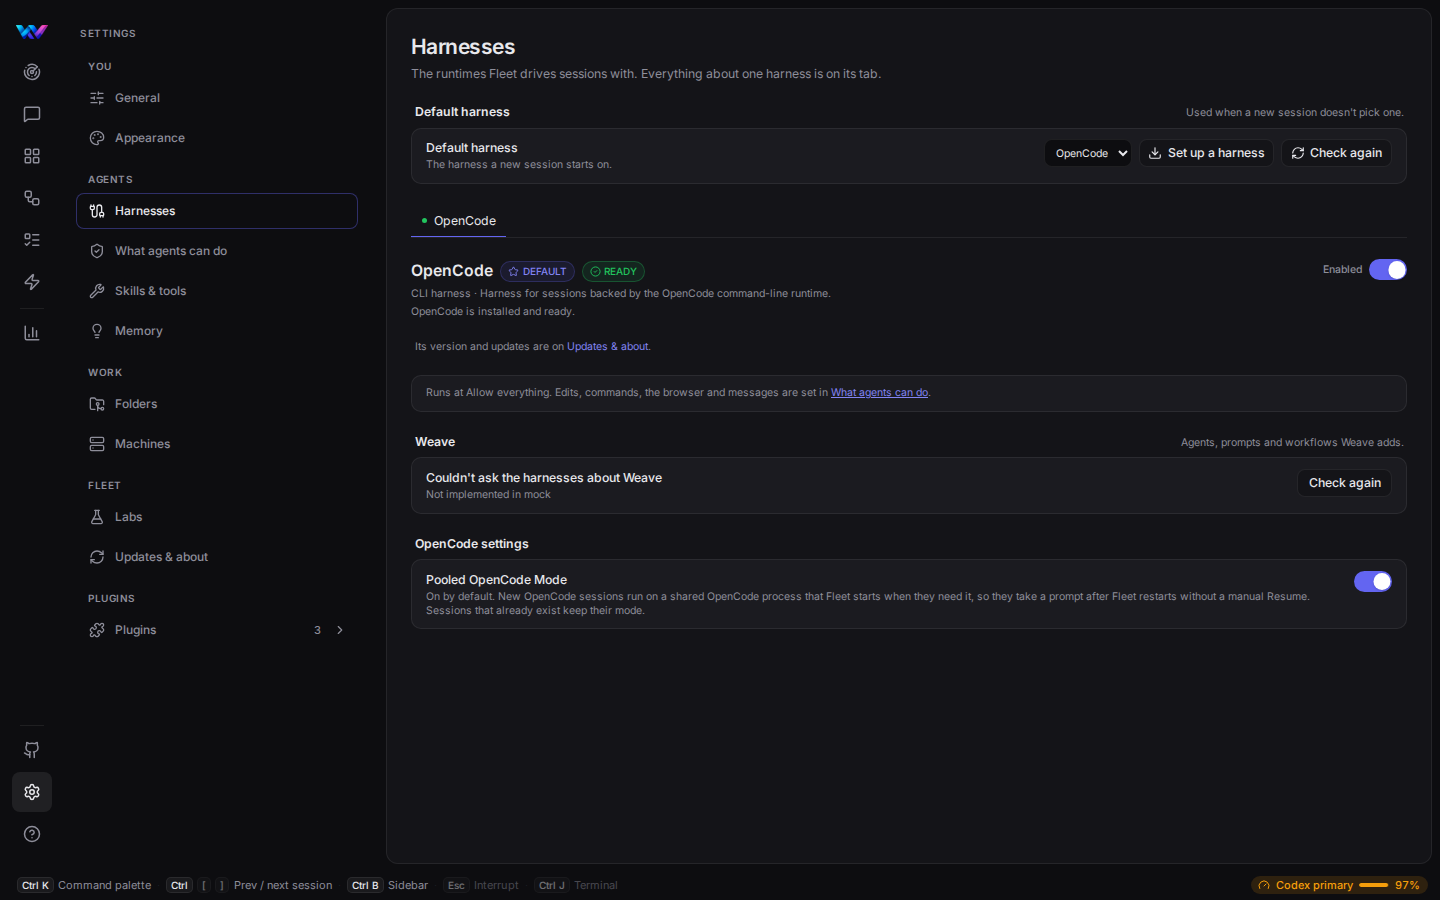 SETTINGS
YOU
General
Appearance
AGENTS
Harnesses
What agents can do
Skills & tools
Memory
WORK
Folders
Machines
FLEET
Labs
Updates & about
PLUGINS
Plugins 3
Harnesses
The runtimes Fleet drives sessions with. Everything about one harness is on its tab.
Default harness Used when a new session doesn't pick one.
Default harness
The harness a new session starts on.
OpenCode Set up a harness Check again
OpenCode
OpenCode DEFAULT READY Enabled
CLI harness · Harness for sessions backed by the OpenCode command-line runtime.
OpenCode is installed and ready.
Its version and updates are on Updates & about.
Runs at Allow everything. Edits, commands, the browser and messages are set in What agents can do.
Weave Agents, prompts and workflows Weave adds.
Couldn't ask the harnesses about Weave
Not implemented in mock
Check again
OpenCode settings
Pooled OpenCode Mode
On by default. New OpenCode sessions run on a shared OpenCode process that Fleet starts when they need it, so they take a prompt after Fleet restarts without a manual Resume.
Sessions that already exist keep their mode.
Ctrl K Command palette Ctrl [ ] Prev / next session Ctrl B Sidebar Esc Interrupt Ctrl J Terminal Codex primary 97%